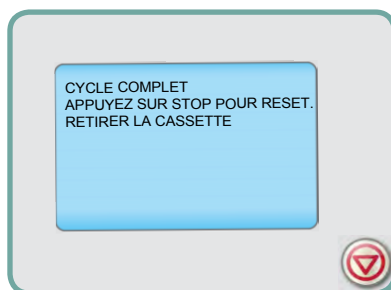 CYCLE COMPLET
APPUYEZ SUR STOP POUR RESET.
RETIRER LA CASSETTE